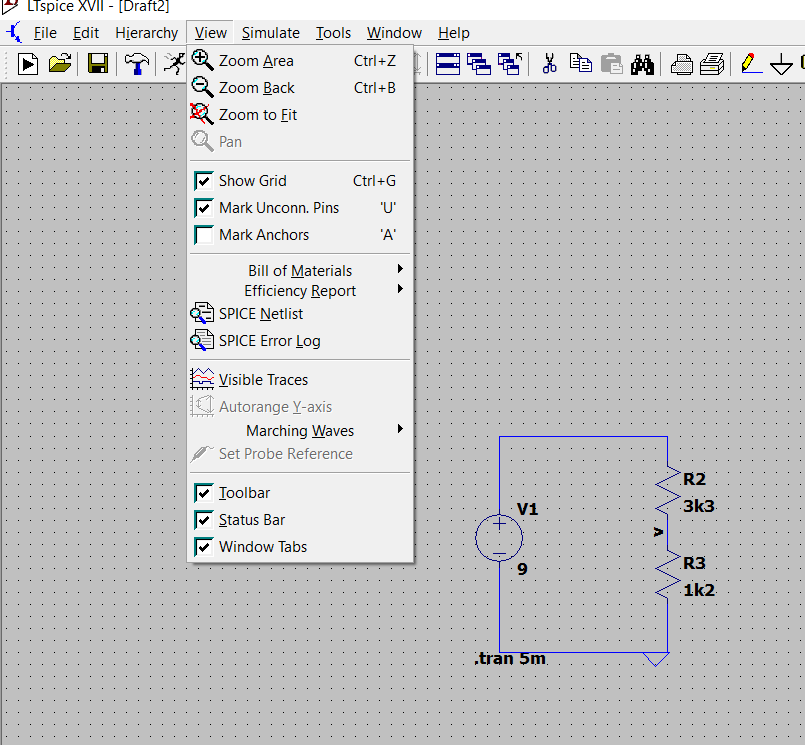 LTspice XVII - [Draft2]
File Edit Hierarchy View Simulate Tools Window Help
Zoom Area Ctrl+Z
Zoom Back Ctrl+B
Zoom to Fit
Pan
Show Grid Ctrl+G
Mark Unconn. Pins 'U'
Mark Anchors 'A'
Bill of Materials
Efficiency Report
SPICE Netlist
SPICE Error Log
Visible Traces
Autorange Y-axis
Marching Waves
Set Probe Reference
Toolbar
Status Bar
Window Tabs
V1
9
R2
3k3
v
R3
1k2
.tran 5m